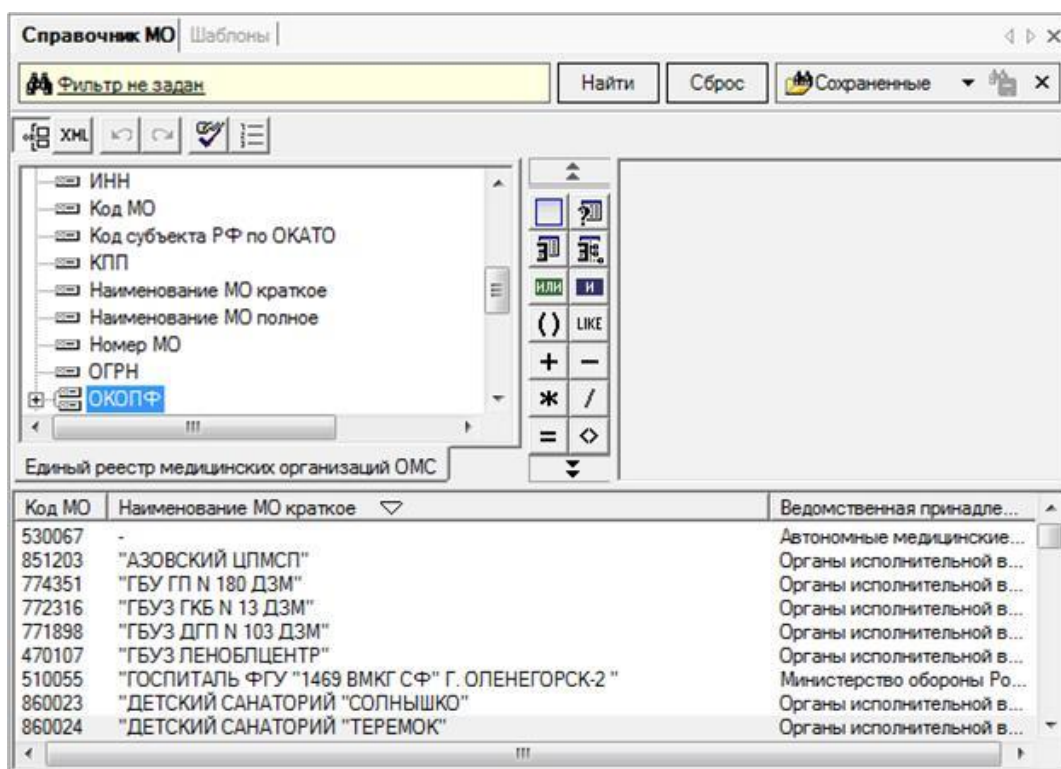 Справочник МО Шаблоны
Фильтр не задан Найти Сброс Сохраненные
XML
ИНН
Код МО
Код субъекта РФ по ОКАТО
КПП
Наименование МО краткое
Наименование МО полное
Номер МО
ОГРН
ОКОПФ
ИЛИ И
( ) LIKE
+ −
* /
= <>
Единый реестр медицинских организаций ОМС
Код МО Наименование МО краткое Ведомственная принадле...
530067 - Автономные медицинские...
851203 "АЗОВСКИЙ ЦПМСП" Органы исполнительной в...
774351 "ГБУ ГП N 180 ДЗМ" Органы исполнительной в...
772316 "ГБУЗ ГКБ N 13 ДЗМ" Органы исполнительной в...
771898 "ГБУЗ ДГП N 103 ДЗМ" Органы исполнительной в...
470107 "ГБУЗ ЛЕНОБЛЦЕНТР" Органы исполнительной в...
510055 "ГОСПИТАЛЬ ФГУ "1469 ВМКГ СФ" Г. ОЛЕНЕГОРСК-2 " Министерство обороны Ро...
860023 "ДЕТСКИЙ САНАТОРИЙ "СОЛНЫШКО" Органы исполнительной в...
860024 "ДЕТСКИЙ САНАТОРИЙ "ТЕРЕМОК" Органы исполнительной в...